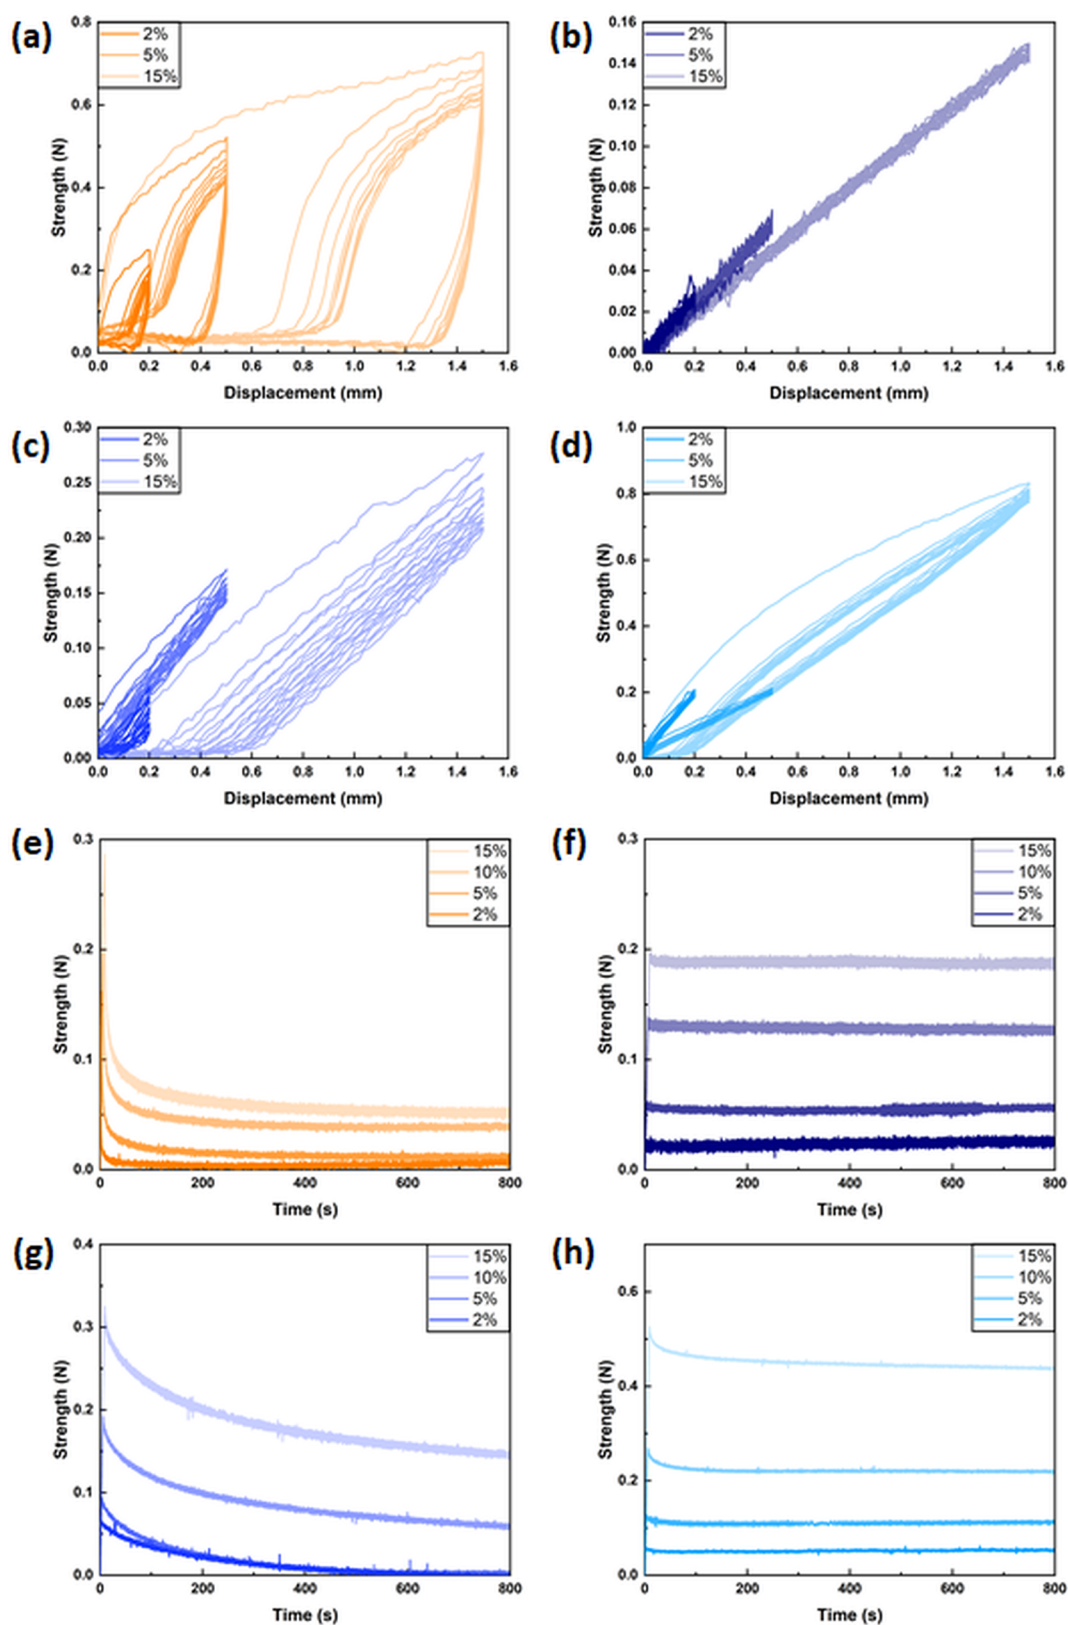 (a)
2%
5%
15%
0.8
0.6
0.4
0.2
0.0
Strength (N)
0.0 0.2 0.4 0.6 0.8 1.0 1.2 1.4 1.6
Displacement (mm)
(b)
2%
5%
15%
0.16
0.14
0.12
0.10
0.08
0.06
0.04
0.02
0.00
Strength (N)
0.0 0.2 0.4 0.6 0.8 1.0 1.2 1.4 1.6
Displacement (mm)
(c)
2%
5%
15%
0.30
0.25
0.20
0.15
0.10
0.05
0.00
Strength (N)
0.0 0.2 0.4 0.6 0.8 1.0 1.2 1.4 1.6
Displacement (mm)
(d)
2%
5%
15%
1.0
0.8
0.6
0.4
0.2
0.0
Strength (N)
0.0 0.2 0.4 0.6 0.8 1.0 1.2 1.4 1.6
Displacement (mm)
(e)
15%
10%
5%
2%
0.3
0.2
0.1
0.0
Strength (N)
0 200 400 600 800
Time (s)
(f)
15%
10%
5%
2%
0.3
0.2
0.1
0.0
Strength (N)
0 200 400 600 800
Time (s)
(g)
15%
10%
5%
2%
0.4
0.3
0.2
0.1
0.0
Strength (N)
0 200 400 600 800
Time (s)
(h)
15%
10%
5%
2%
0.6
0.4
0.2
0.0
Strength (N)
0 200 400 600 800
Time (s)